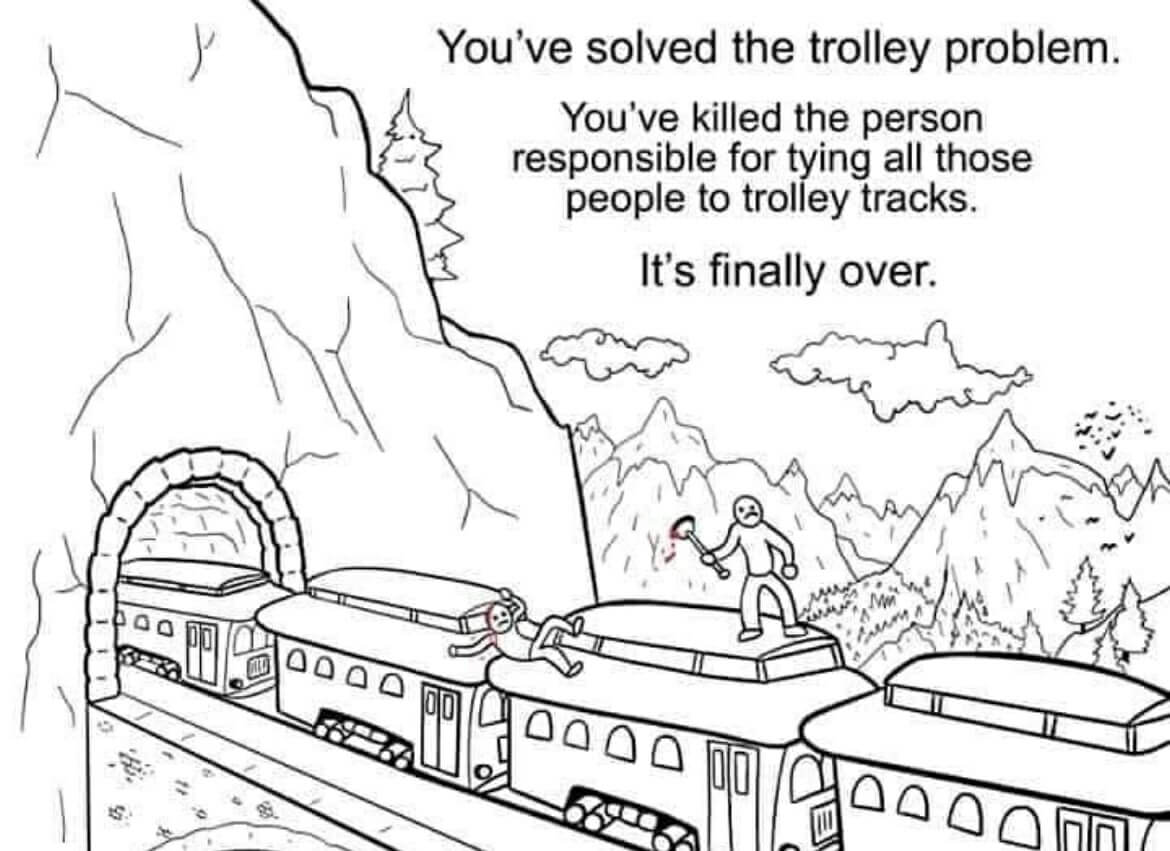 You've solved the trolley problem.
You've killed the person
responsible for tying all those
people to trolley tracks.
It's finally over.